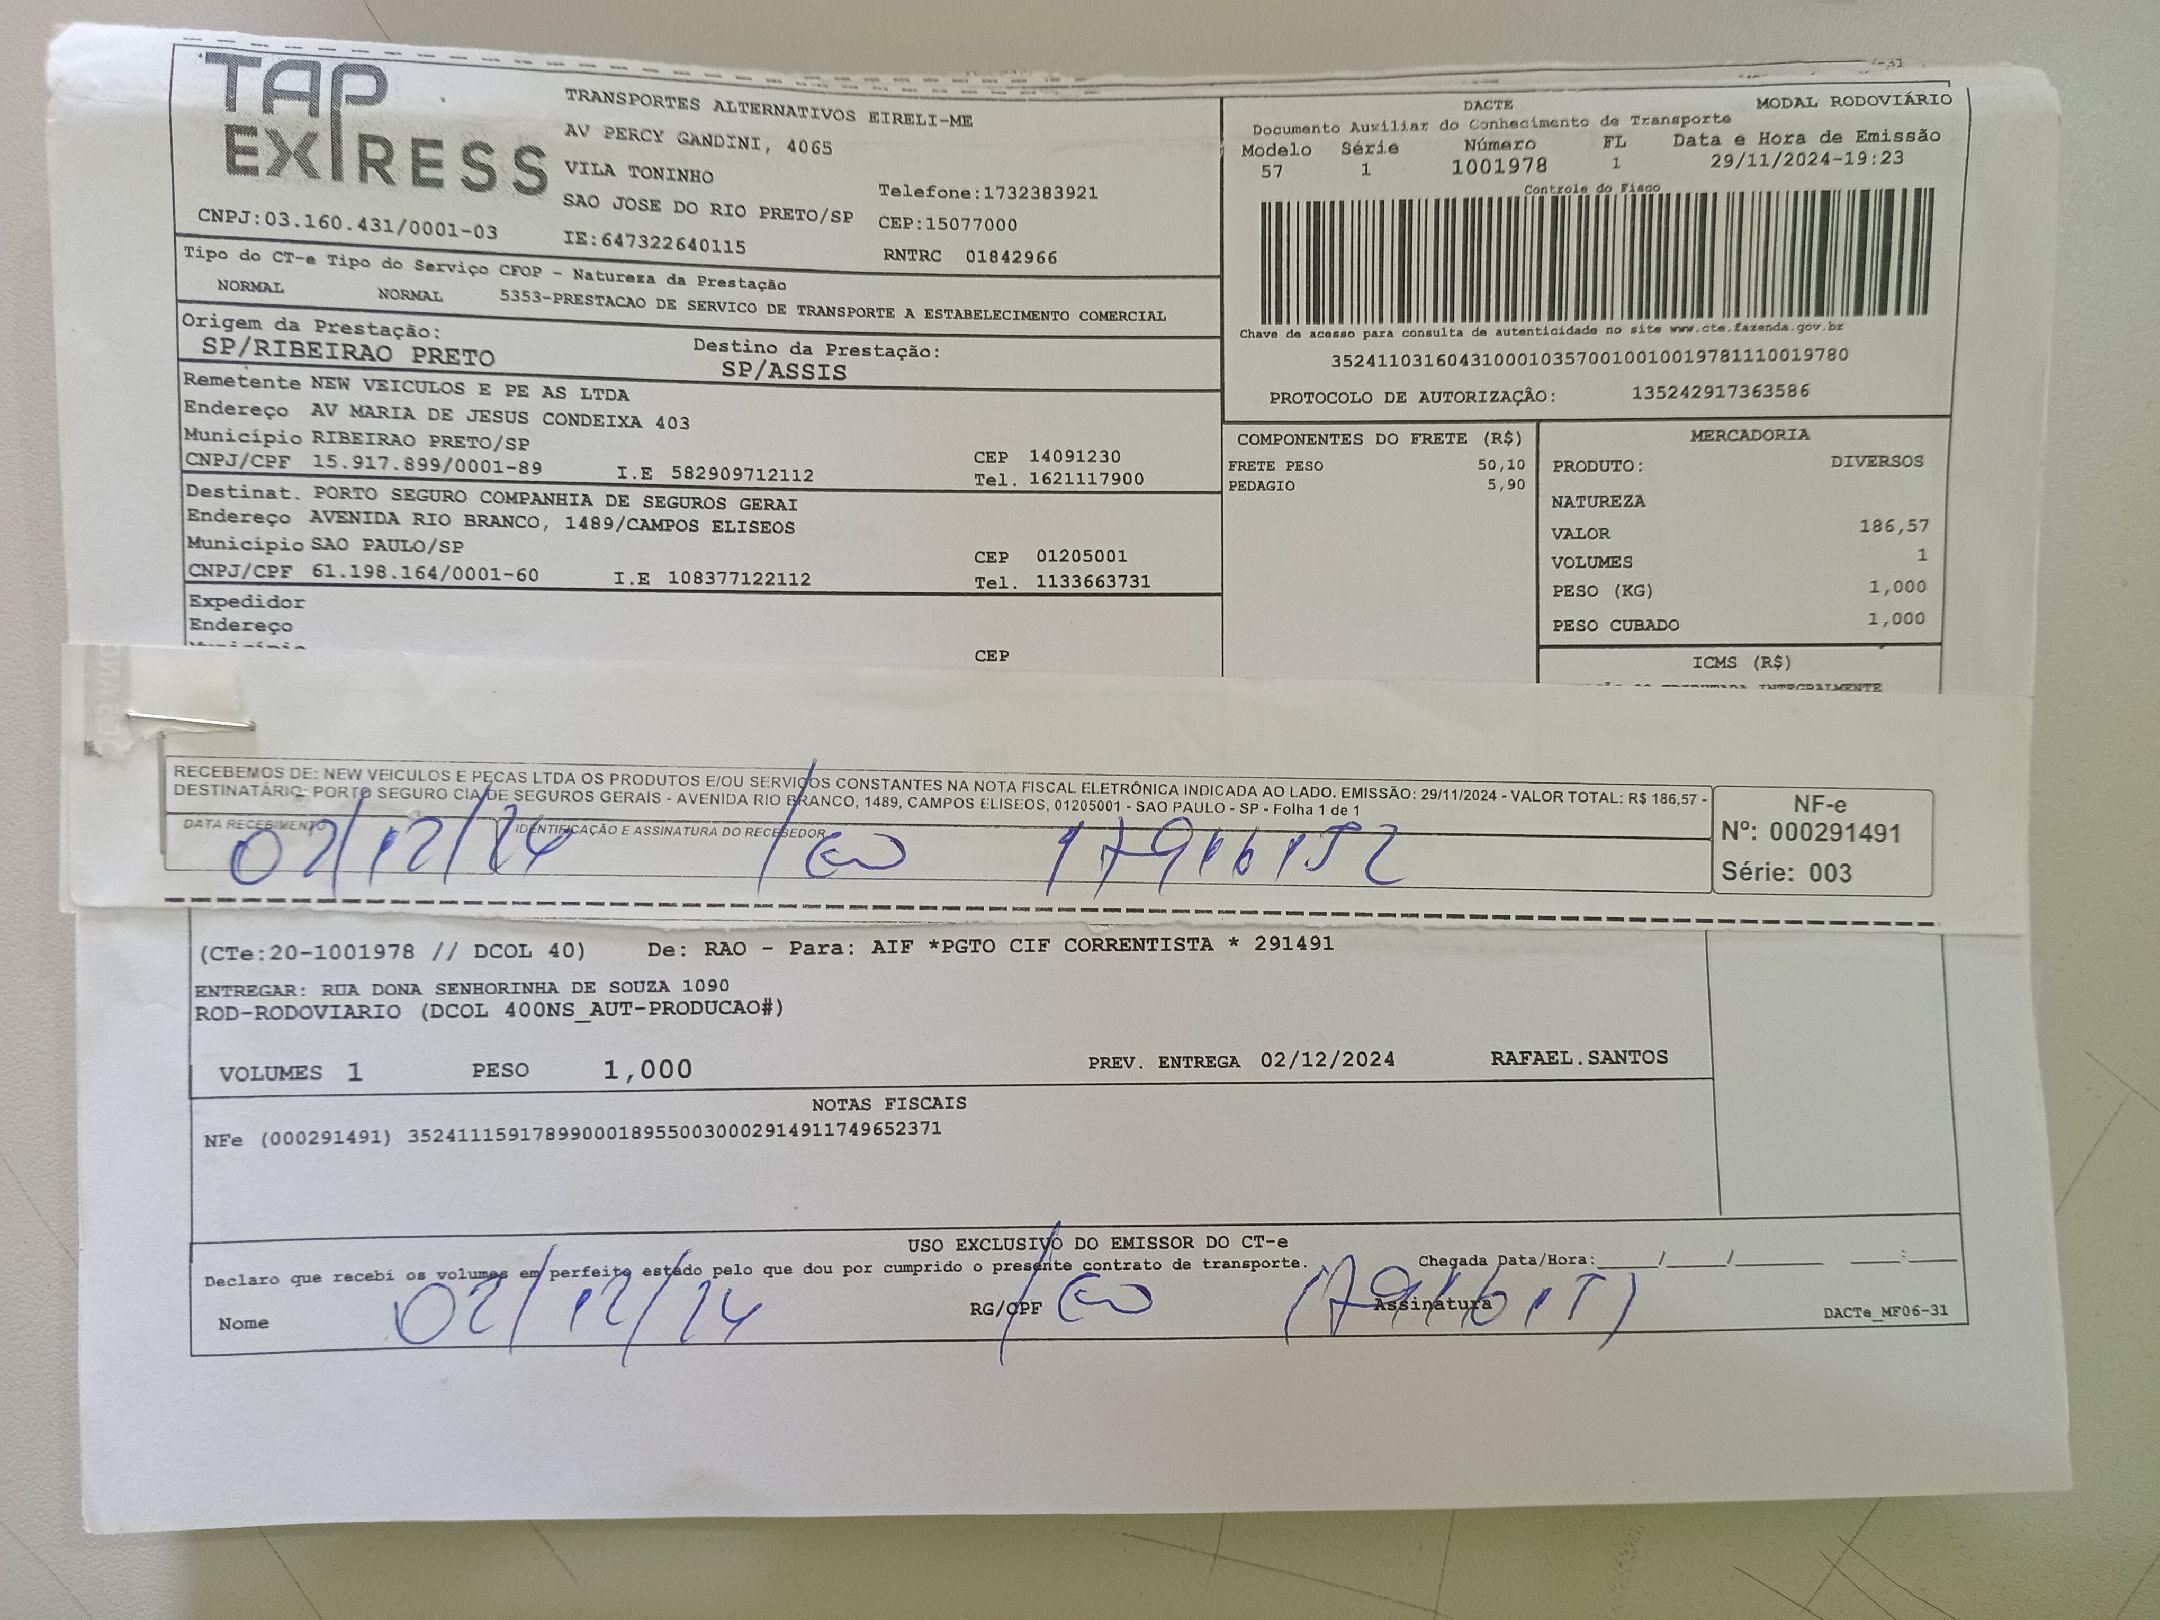 TAP
EXPRESS
TRANSPORTES ALTERNATIVOS EIRELI-ME
AV PERCY GANDINI, 4065
VILA TONINHO
SAO JOSE DO RIO PRETO/SP
Telefone:1732383921
CEP:15077000
CNPJ:03.160.431/0001-03
IE:647322640115
RNTRC 01842966
DACTE
MODAL RODOVIÁRIO
Documento Auxiliar do Conhecimento de Transporte
Modelo Série Número FL Data e Hora de Emissão
57 1 1001978 1 29/11/2024-19:23
Controle do Fisco
Chave de acesso para consulta de autenticidade no site www.cte.fazenda.gov.br
35241103160431000103570010010019781110019780
PROTOCOLO DE AUTORIZAÇÃO: 135242917363586
Tipo do CT-e Tipo do Serviço CFOP - Natureza da Prestação
NORMAL NORMAL 5353-PRESTACAO DE SERVICO DE TRANSPORTE A ESTABELECIMENTO COMERCIAL
Origem da Prestação: Destino da Prestação:
SP/RIBEIRAO PRETO SP/ASSIS
Remetente NEW VEICULOS E PE AS LTDA
Endereço AV MARIA DE JESUS CONDEIXA 403
Município RIBEIRAO PRETO/SP CEP 14091230
CNPJ/CPF 15.917.899/0001-89 I.E 582909712112 Tel. 1621117900
Destinat. PORTO SEGURO COMPANHIA DE SEGUROS GERAI
Endereço AVENIDA RIO BRANCO, 1489/CAMPOS ELISEOS
Município SAO PAULO/SP CEP 01205001
CNPJ/CPF 61.198.164/0001-60 I.E 108377122112 Tel. 1133663731
Expedidor
Endereço
CEP
COMPONENTES DO FRETE (R$)
FRETE PESO 50,10
PEDAGIO 5,90
MERCADORIA
PRODUTO: DIVERSOS
NATUREZA
VALOR 186,57
VOLUMES 1
PESO (KG) 1,000
PESO CUBADO 1,000
ICMS (R$)
RECEBEMOS DE: NEW VEICULOS E PEÇAS LTDA OS PRODUTOS E/OU SERVIÇOS CONSTANTES NA NOTA FISCAL ELETRÔNICA INDICADA AO LADO. EMISSÃO: 29/11/2024 - VALOR TOTAL: R$ 186,57 -
DESTINATÁRIO: PORTO SEGURO CIA DE SEGUROS GERAIS - AVENIDA RIO BRANCO, 1489, CAMPOS ELISEOS, 01205001 - SAO PAULO - SP - Folha 1 de 1
DATA RECEBIMENTO IDENTIFICAÇÃO E ASSINATURA DO RECEBEDOR
02/12/24
NF-e
Nº: 000291491
Série: 003
(CTe:20-1001978 // DCOL 40) De: RAO - Para: AIF *PGTO CIF CORRENTISTA * 291491
ENTREGAR: RUA DONA SENHORINHA DE SOUZA 1090
ROD-RODOVIARIO (DCOL 400NS_AUT-PRODUCAO#)
VOLUMES 1 PESO 1,000 PREV. ENTREGA 02/12/2024 RAFAEL.SANTOS
NOTAS FISCAIS
NFe (000291491) 35241115917899000189550030002914911749652371
USO EXCLUSIVO DO EMISSOR DO CT-e
Declaro que recebi os volumes em perfeito estado pelo que dou por cumprido o presente contrato de transporte. Chegada Data/Hora:____/____/______ ___:___
Nome 02/12/24 RG/CPF Assinatura DACTe_MF06-31